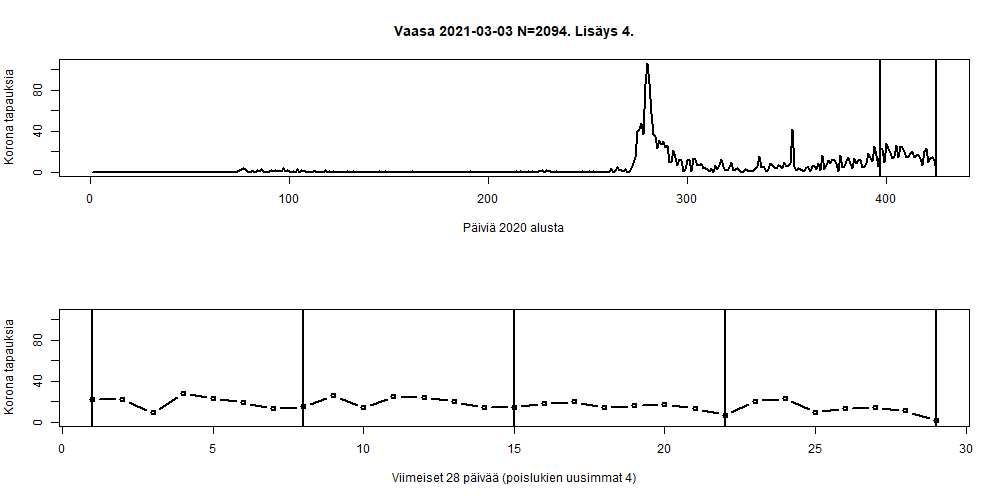 Vaasa 2021-03-03 N=2094. Lisäys 4.
Korona tapauksia
80
40
0
0 100 200 300 400
Päiviä 2020 alusta
Korona tapauksia
80
40
0
0 5 10 15 20 25 30
Viimeiset 28 päivää (poislukien uusimmat 4)